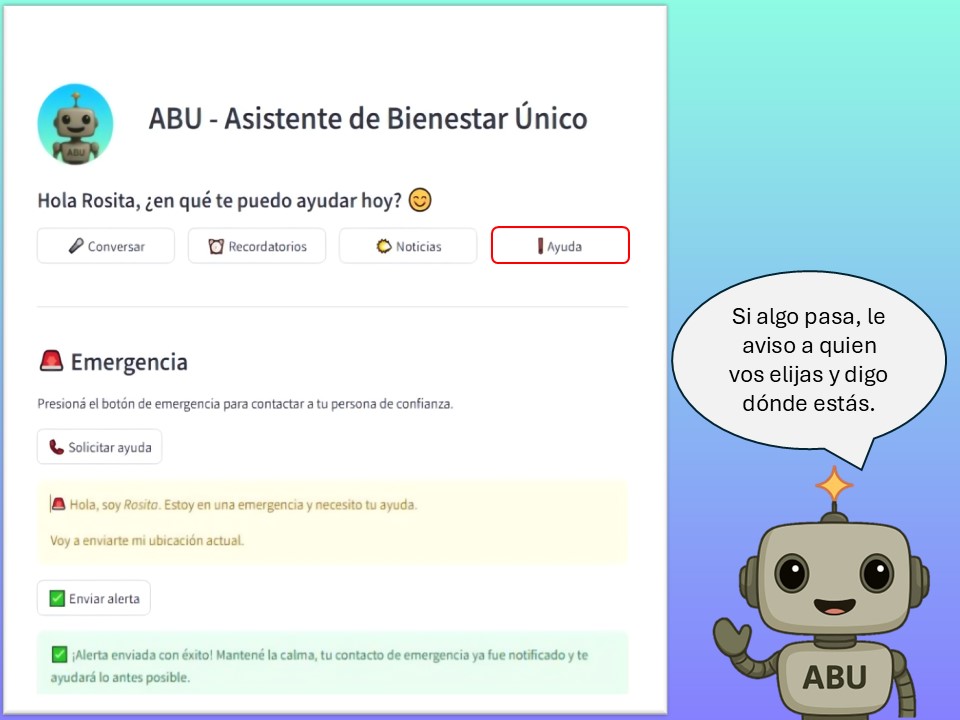 ABU - Asistente de Bienestar Único
ABU
Hola Rosita, ¿en qué te puedo ayudar hoy? 😊
🎤 Conversar
⏰ Recordatorios
Noticias
❗ Ayuda
🚨 Emergencia
Presioná el botón de emergencia para contactar a tu persona de confianza.
📞 Solicitar ayuda
🚨 Hola, soy Rosita. Estoy en una emergencia y necesito tu ayuda.
Voy a enviarte mi ubicación actual.
✅ Enviar alerta
✅ ¡Alerta enviada con éxito! Mantené la calma, tu contacto de emergencia ya fue notificado y te
ayudará lo antes posible.
Si algo pasa, le
aviso a quien
vos elijas y digo
dónde estás.
ABU